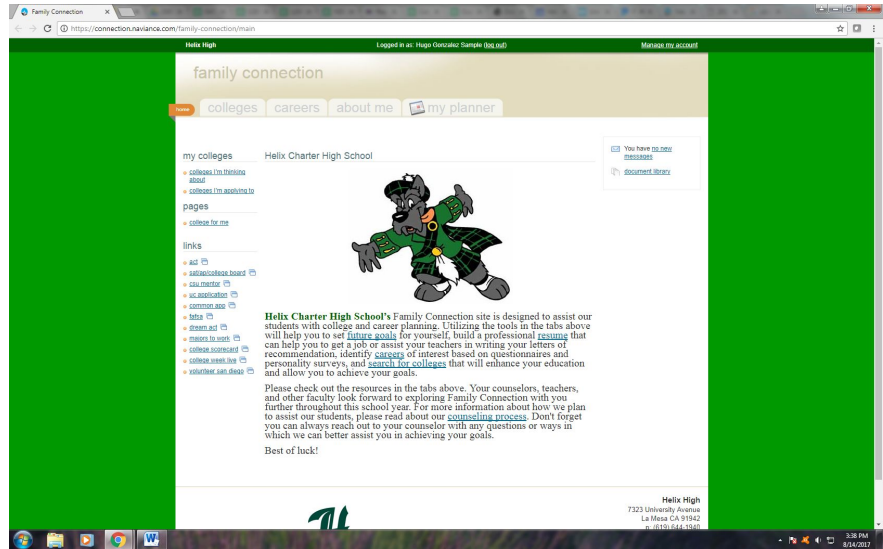 Family Connection
https://connection.naviance.com/family-connection/main
Helix High
Logged in as: Hugo Gonzalez Sample (log out)
Manage my account
family connection
home
colleges
careers
about me
my planner
my colleges
colleges I'm thinking
about
colleges I'm applying to
pages
college for me
links
act
sat/ap/college board
csu mentor
uc application
common app
fafsa
dream act
majors to work
college scorecard
college week live
volunteer san diego
Helix Charter High School
Helix Charter High School's Family Connection site is designed to assist our
students with college and career planning. Utilizing the tools in the tabs above
will help you to set future goals for yourself, build a professional resume that
can help you to get a job or assist your teachers in writing your letters of
recommendation, identify careers of interest based on questionnaires and
personality surveys, and search for colleges that will enhance your education
and allow you to achieve your goals.
Please check out the resources in the tabs above. Your counselors, teachers,
and other faculty look forward to exploring Family Connection with you
further throughout this school year. For more information about how we plan
to assist our students, please read about our counseling process. Don't forget
you can always reach out to your counselor with any questions or ways in
which we can better assist you in achieving your goals.
Best of luck!
You have no new
messages
document library
Helix High
7323 University Avenue
La Mesa CA 91942
p: (619) 644-1940
3:38 PM
8/14/2017